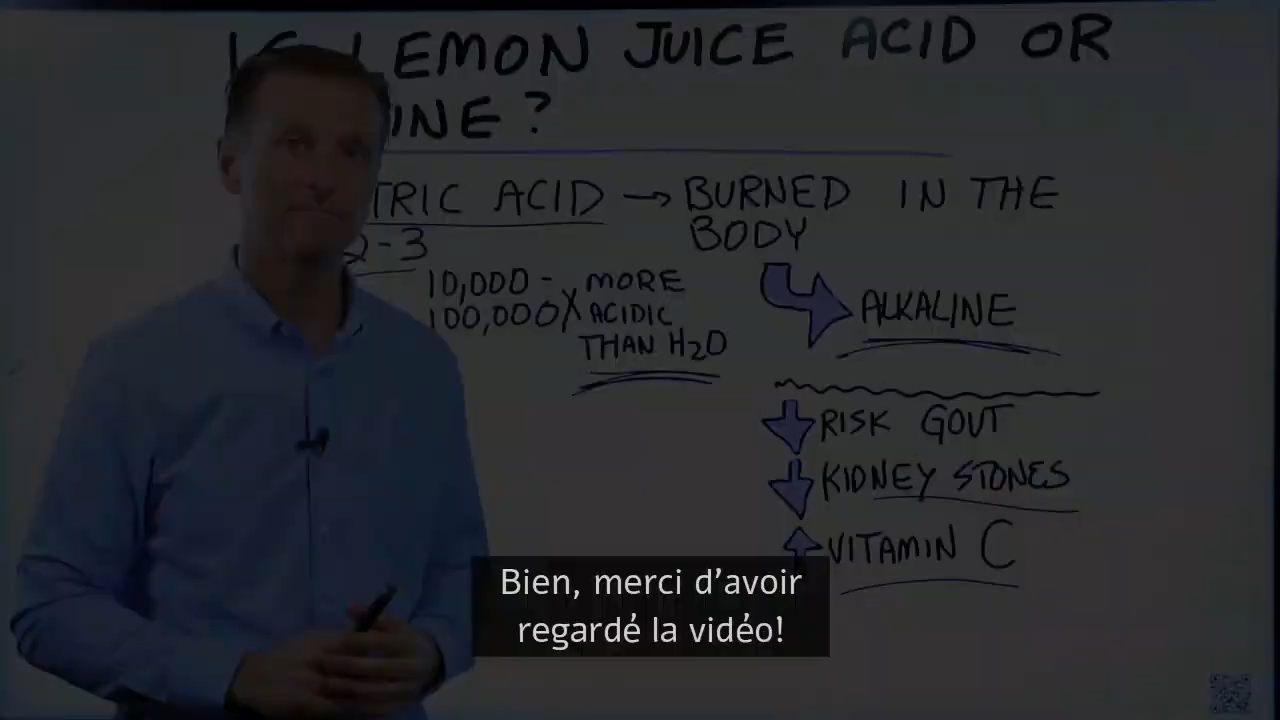 LEMON JUICE ACID OR
INE?
TRIC ACID → BURNED IN THE
BODY
2-3
10,000 - MORE
100,000X ACIDIC
THAN H2O
ALKALINE
RISK GOUT
KIDNEY STONES
VITAMIN C
Bien, merci d'avoir
regardé la vidéo!